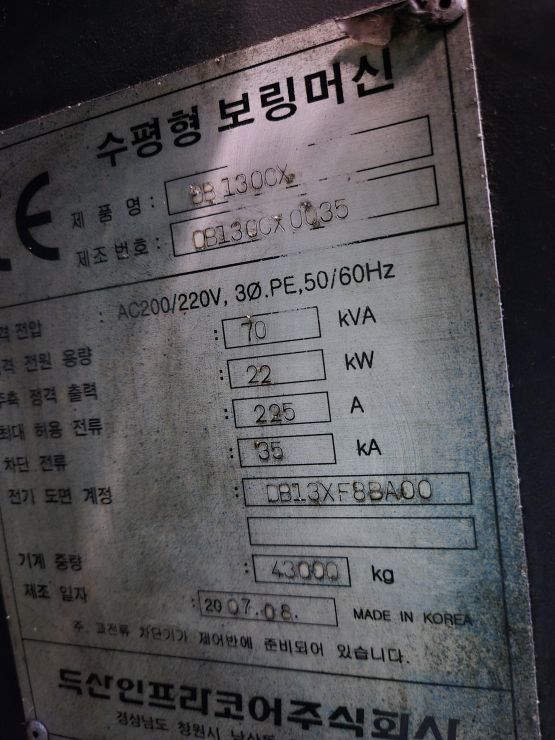 수평형 보링머신
CE
제 품 명 : DB130CX
제조 번호 : DB130CX0035
격 전압 : AC200/220V, 3Ø.PE,50/60Hz
격 전원 용량 : 70 kVA
주축 정격 출력 : 22 kW
최대 허용 전류 : 225 A
차단 전류 : 35 kA
전기 도면 계정 : DB13XF8BA00
기계 중량 : 43000 kg
제조 일자 : 2007.08. MADE IN KOREA
주. 과전류 차단기가 제어반에 준비되어 있습니다.
두산인프라코어주식회사
경상남도 창원시